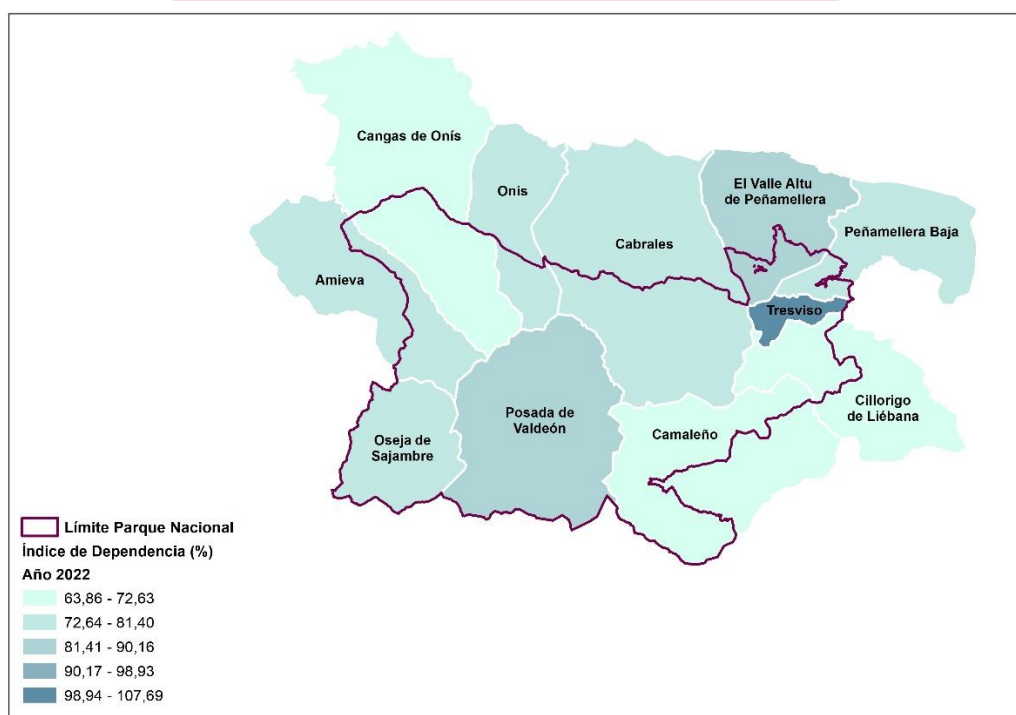 Cangas de Onís
Onis
El Valle Altu
de Peñamellera
Peñamellera Baja
Cabrales
Amieva
Tresviso
Cillorigo
de Liébana
Posada de
Valdeón
Camaleño
Oseja de
Sajambre
Límite Parque Nacional
Índice de Dependencia (%)
Año 2022
63,86 - 72,63
72,64 - 81,40
81,41 - 90,16
90,17 - 98,93
98,94 - 107,69